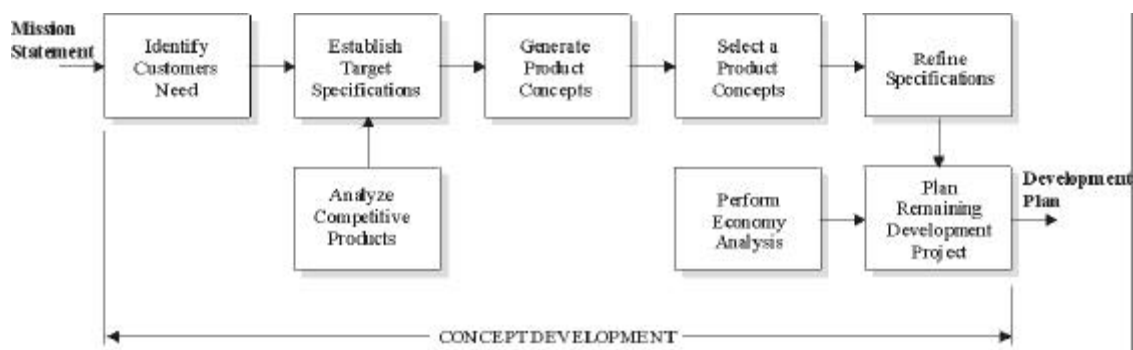 Mission
Statement
Identify
Customers
Need
Establish
Target
Specifications
Generate
Product
Concepts
Select a
Product
Concepts
Refine
Specifications
Analyze
Competitive
Products
Perform
Economy
Analysis
Plan
Remaining
Development
Project
Development
Plan
CONCEPT DEVELOPMENT